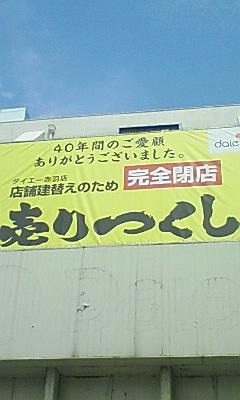 40年間のご愛顧
ありがとうございました。
daie
ダイエー赤羽店
店舗建替えのため
完全閉店
売りつくし